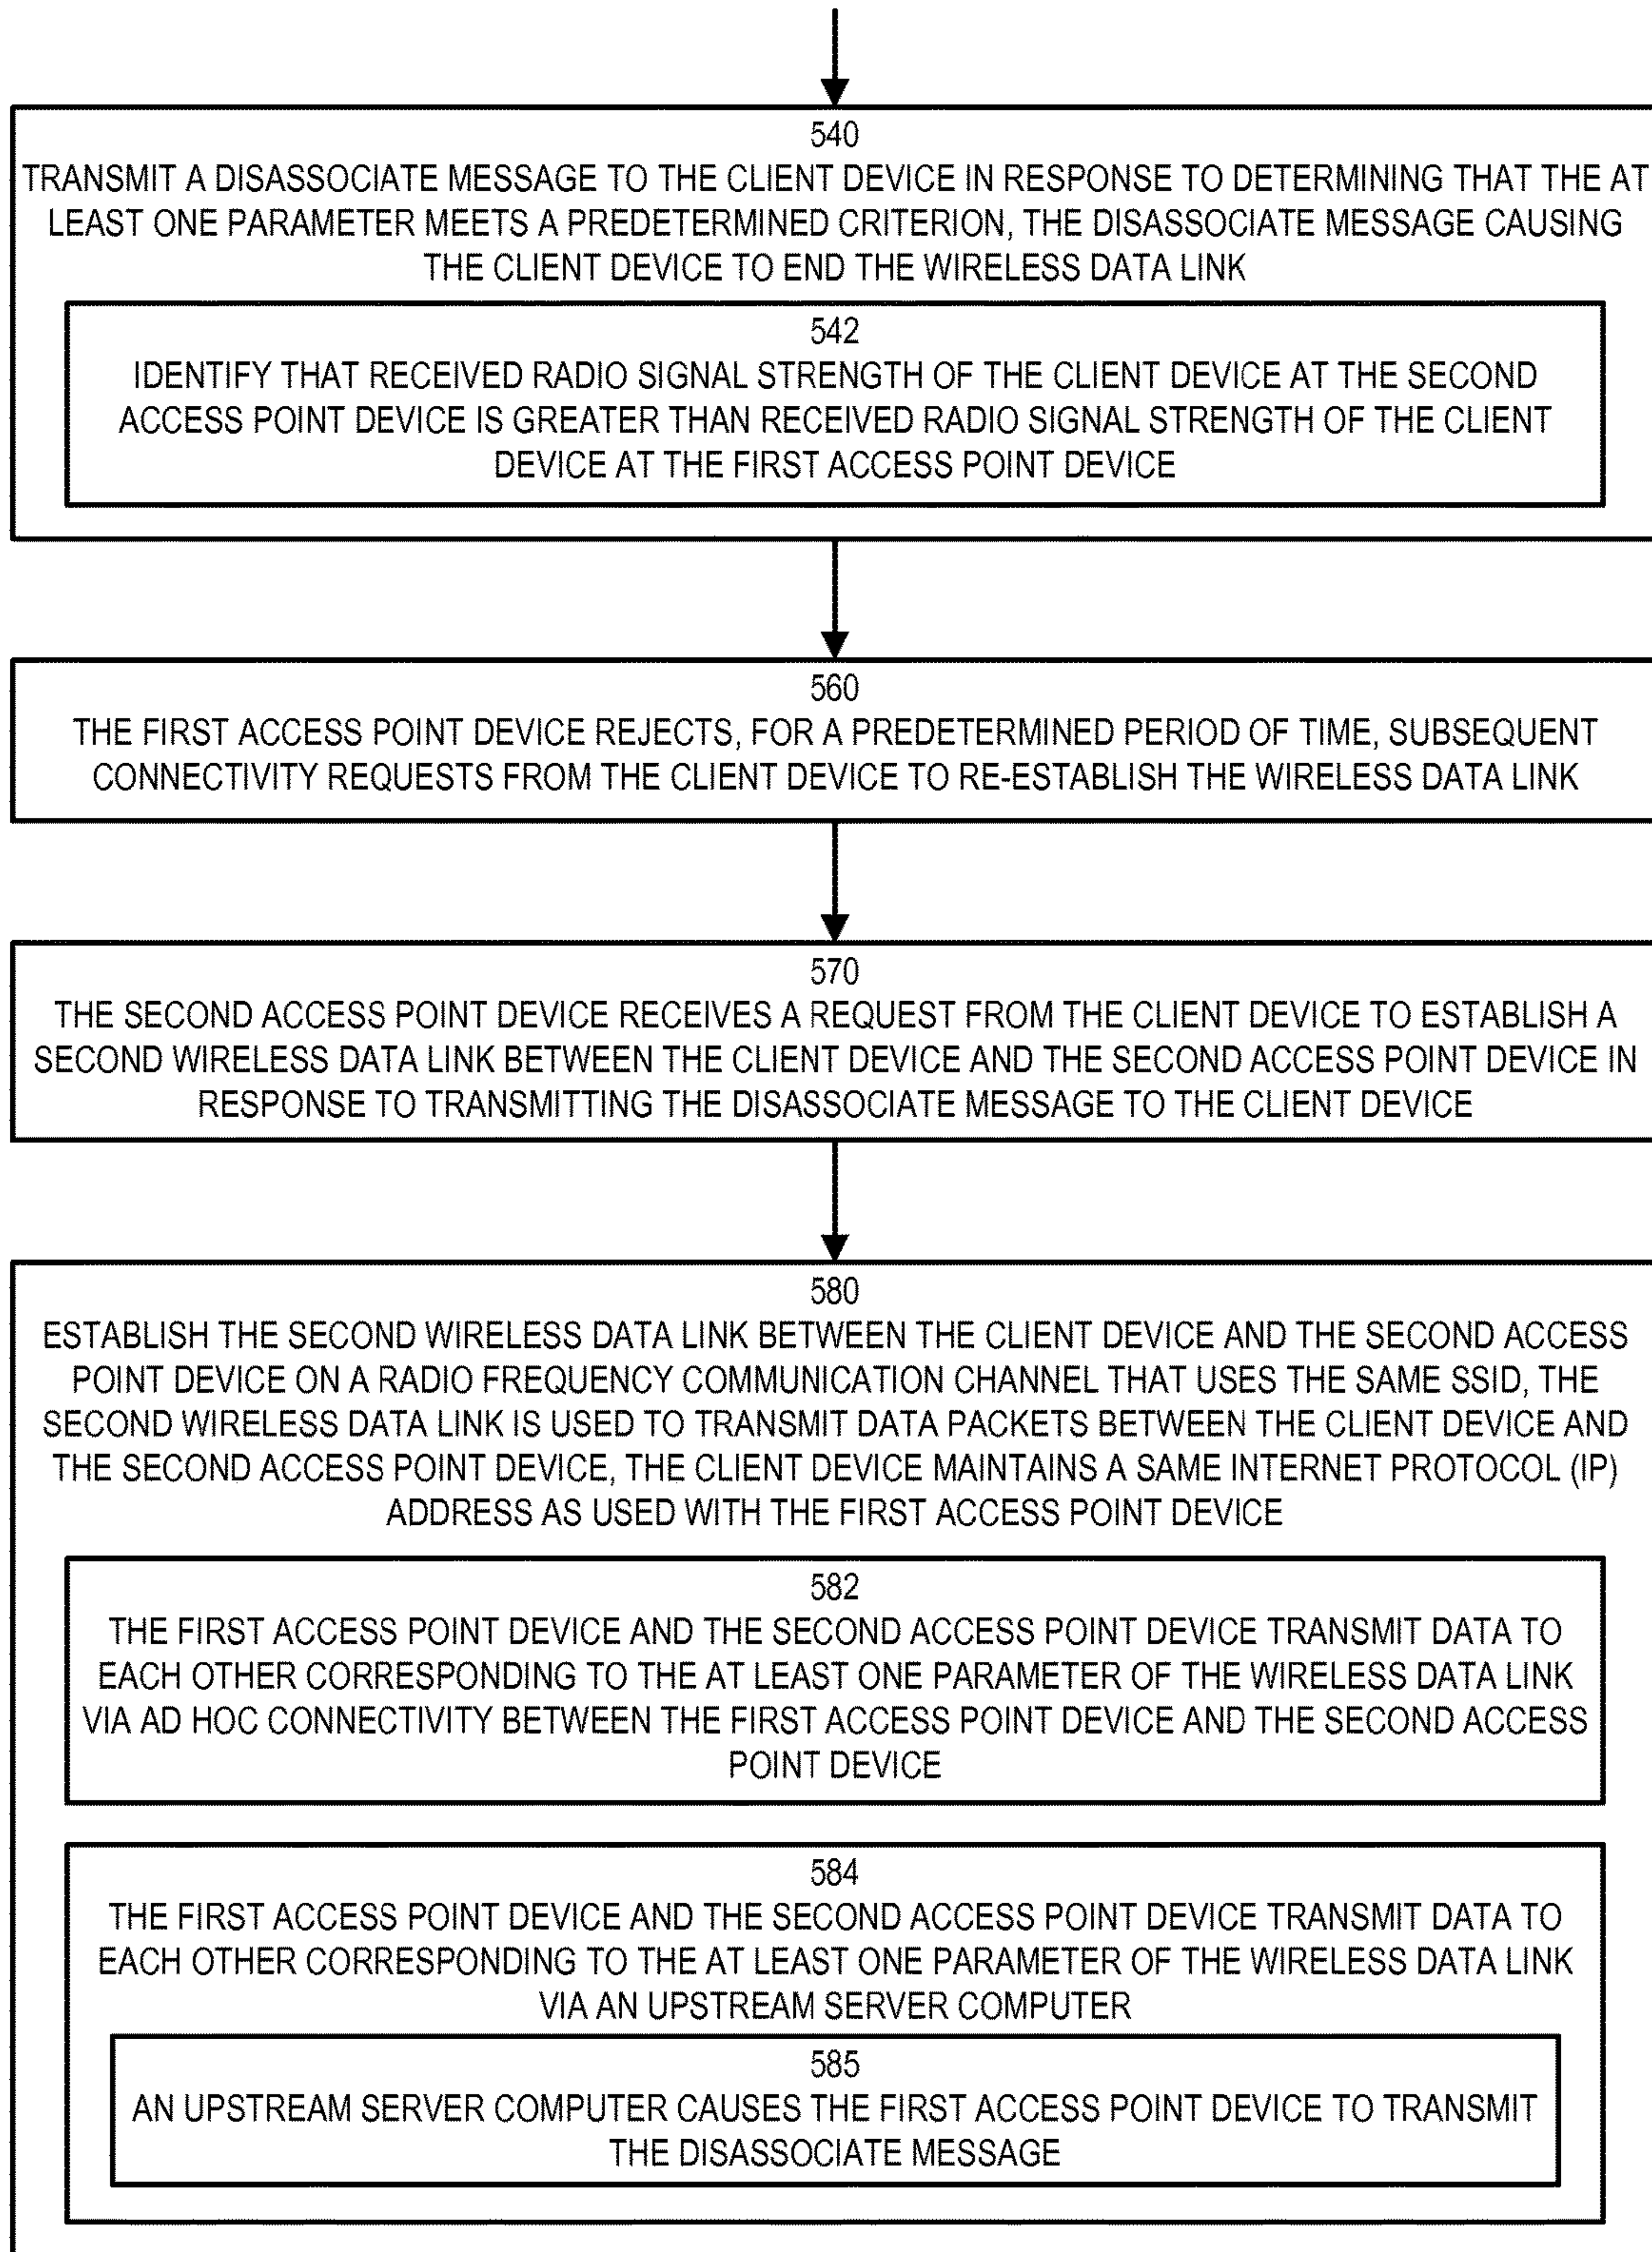 540
TRANSMIT A DISASSOCIATE MESSAGE TO THE CLIENT DEVICE IN RESPONSE TO DETERMINING THAT THE AT
LEAST ONE PARAMETER MEETS A PREDETERMINED CRITERION, THE DISASSOCIATE MESSAGE CAUSING
THE CLIENT DEVICE TO END THE WIRELESS DATA LINK
542
IDENTIFY THAT RECEIVED RADIO SIGNAL STRENGTH OF THE CLIENT DEVICE AT THE SECOND
ACCESS POINT DEVICE IS GREATER THAN RECEIVED RADIO SIGNAL STRENGTH OF THE CLIENT
DEVICE AT THE FIRST ACCESS POINT DEVICE
560
THE FIRST ACCESS POINT DEVICE REJECTS, FOR A PREDETERMINED PERIOD OF TIME, SUBSEQUENT
CONNECTIVITY REQUESTS FROM THE CLIENT DEVICE TO RE-ESTABLISH THE WIRELESS DATA LINK
570
THE SECOND ACCESS POINT DEVICE RECEIVES A REQUEST FROM THE CLIENT DEVICE TO ESTABLISH A
SECOND WIRELESS DATA LINK BETWEEN THE CLIENT DEVICE AND THE SECOND ACCESS POINT DEVICE IN
RESPONSE TO TRANSMITTING THE DISASSOCIATE MESSAGE TO THE CLIENT DEVICE
580
ESTABLISH THE SECOND WIRELESS DATA LINK BETWEEN THE CLIENT DEVICE AND THE SECOND ACCESS
POINT DEVICE ON A RADIO FREQUENCY COMMUNICATION CHANNEL THAT USES THE SAME SSID, THE
SECOND WIRELESS DATA LINK IS USED TO TRANSMIT DATA PACKETS BETWEEN THE CLIENT DEVICE AND
THE SECOND ACCESS POINT DEVICE, THE CLIENT DEVICE MAINTAINS A SAME INTERNET PROTOCOL (IP)
ADDRESS AS USED WITH THE FIRST ACCESS POINT DEVICE
582
THE FIRST ACCESS POINT DEVICE AND THE SECOND ACCESS POINT DEVICE TRANSMIT DATA TO
EACH OTHER CORRESPONDING TO THE AT LEAST ONE PARAMETER OF THE WIRELESS DATA LINK
VIA AD HOC CONNECTIVITY BETWEEN THE FIRST ACCESS POINT DEVICE AND THE SECOND ACCESS
POINT DEVICE
584
THE FIRST ACCESS POINT DEVICE AND THE SECOND ACCESS POINT DEVICE TRANSMIT DATA TO
EACH OTHER CORRESPONDING TO THE AT LEAST ONE PARAMETER OF THE WIRELESS DATA LINK
VIA AN UPSTREAM SERVER COMPUTER
585
AN UPSTREAM SERVER COMPUTER CAUSES THE FIRST ACCESS POINT DEVICE TO TRANSMIT
THE DISASSOCIATE MESSAGE